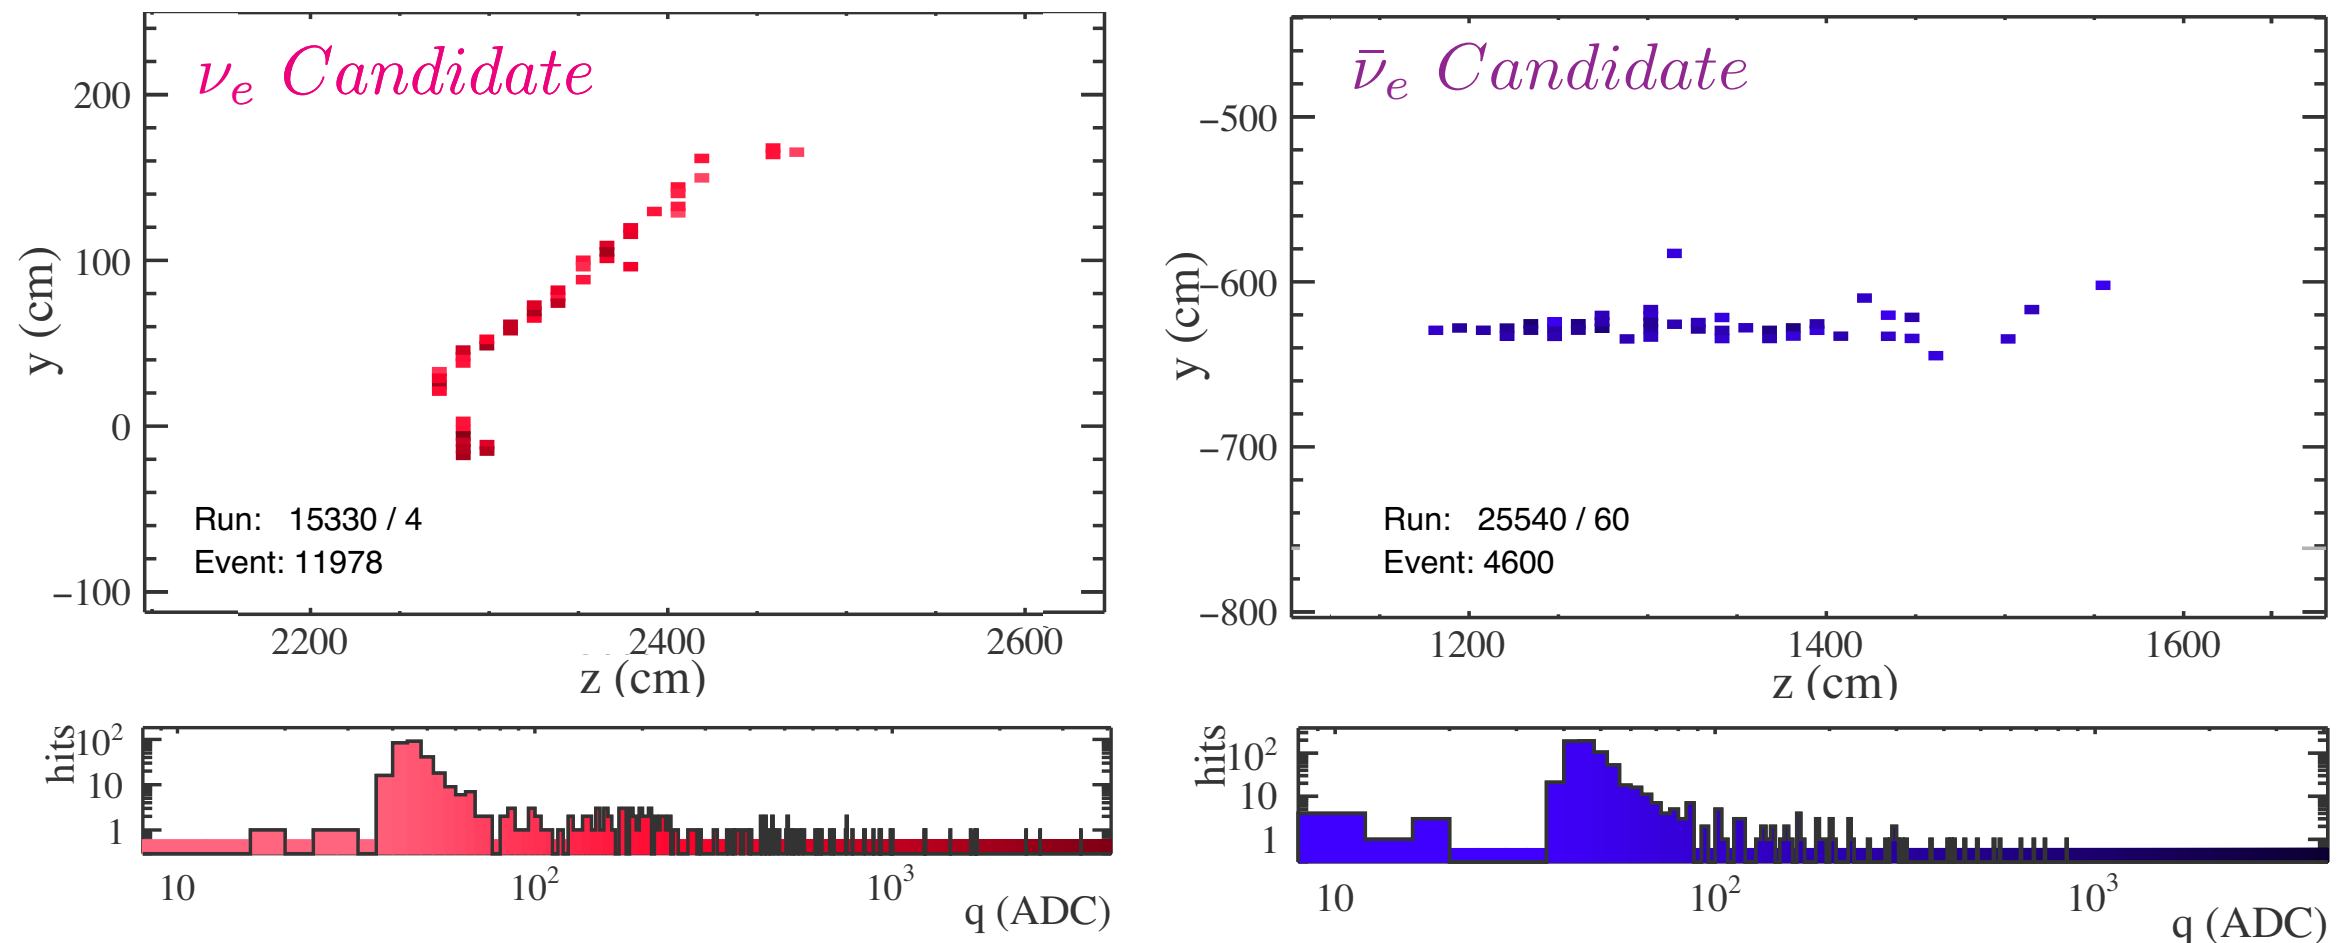 ν_e Candidate
y (cm)
200
100
0
−100
Run: 15330 / 4
Event: 11978
2200 2400 2600
z (cm)
hits
10²
10
1
10 10² 10³
q (ADC)
ν̄_e Candidate
y (cm)
−500
−600
−700
−800
Run: 25540 / 60
Event: 4600
1200 1400 1600
z (cm)
hits
10²
10
1
10 10² 10³
q (ADC)